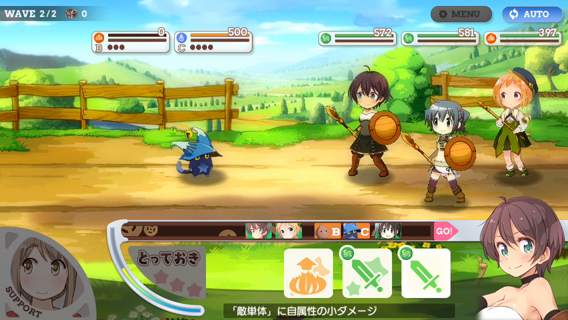 WAVE 2/2 0 MENU AUTO
0 500 572 581 397
B C
B C GO!
とっておき
SUPPORT
「敵単体」に自属性の小ダメージ